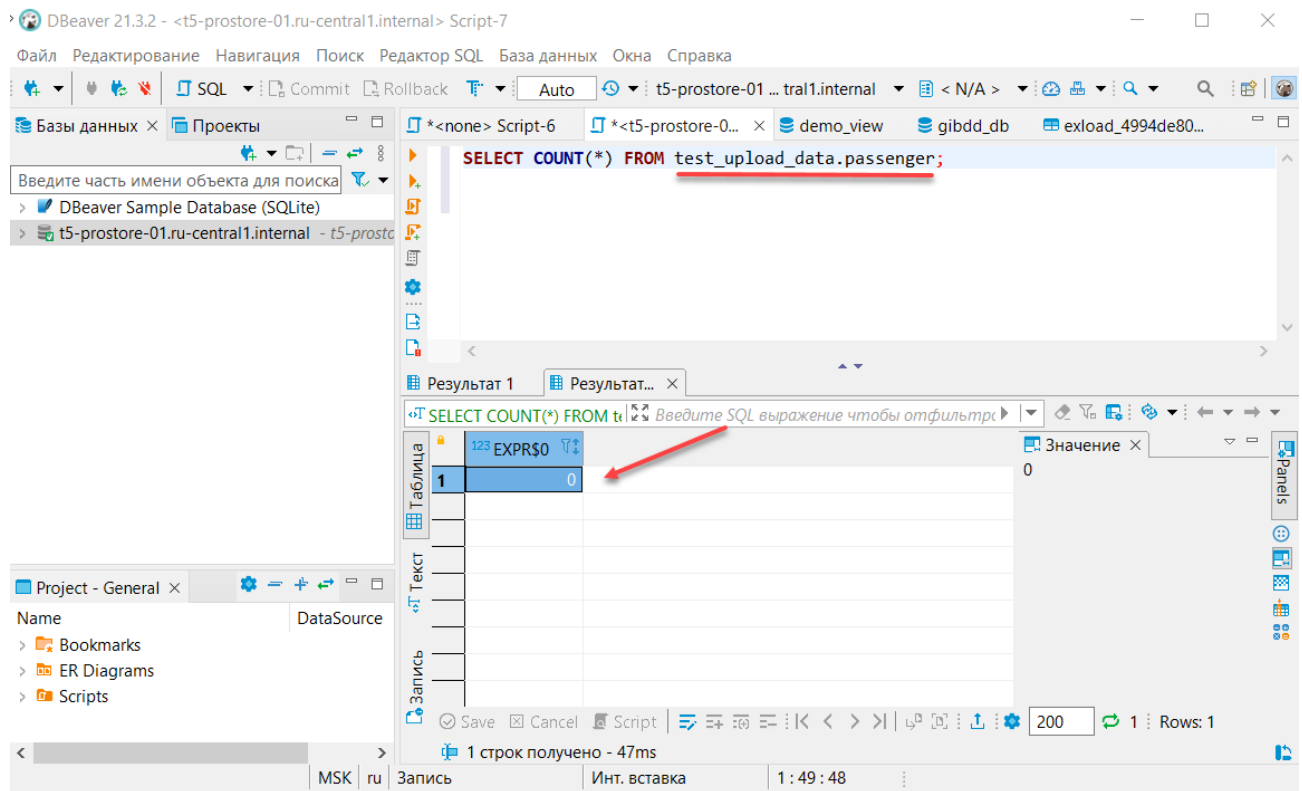 DBeaver 21.3.2 - <t5-prostore-01.ru-central1.internal> Script-7
Файл Редактирование Навигация Поиск Редактор SQL База данных Окна Справка
SQL Commit Rollback Auto t5-prostore-01 ... tral1.internal < N/A >
Базы данных Проекты
*<none> Script-6 *<t5-prostore-0... demo_view gibdd_db exload_4994de80...
Введите часть имени объекта для поиска
DBeaver Sample Database (SQLite)
t5-prostore-01.ru-central1.internal - t5-prosto
SELECT COUNT(*) FROM test_upload_data.passenger;
Результат 1 Результат...
SELECT COUNT(*) FROM te Введите SQL выражение чтобы отфильтрс
Таблица
Текст
Запись
123 EXPR$0
1 0
Значение
0
Panels
Project - General
Name DataSource
Bookmarks
ER Diagrams
Scripts
Save Cancel Script 200 1 Rows: 1
1 строк получено - 47ms
MSK ru Запись Инт. вставка 1 : 49 : 48